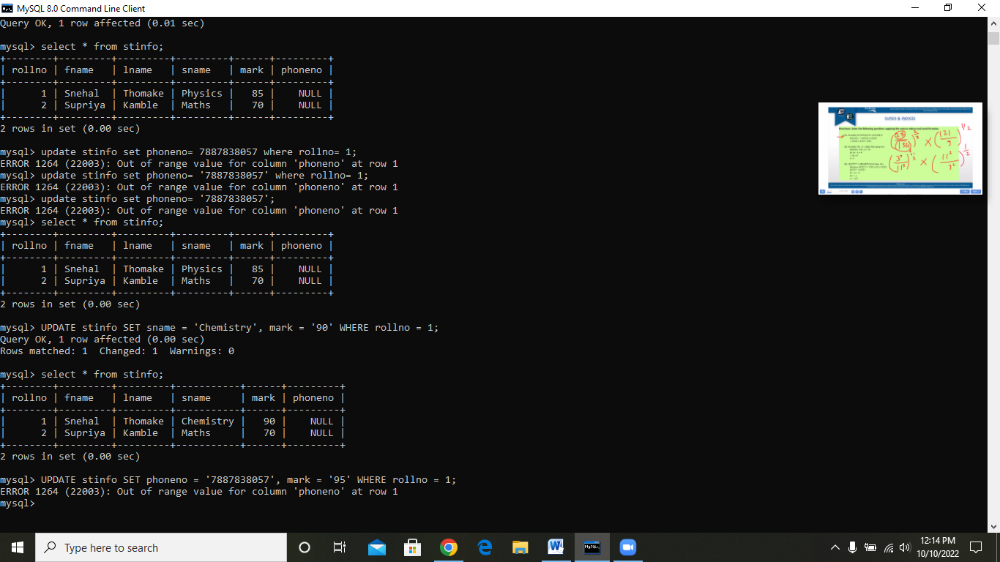 MySQL 8.0 Command Line Client
Query OK, 1 row affected (0.01 sec)
mysql> select * from stinfo;
+--------+---------+---------+---------+------+---------+
| rollno | fname   | lname   | sname   | mark | phoneno |
+--------+---------+---------+---------+------+---------+
|      1 | Snehal  | Thomake | Physics |   85 |    NULL |
|      2 | Supriya | Kamble  | Maths   |   70 |    NULL |
+--------+---------+---------+---------+------+---------+
2 rows in set (0.00 sec)
mysql> update stinfo set phoneno= 7887838057 where rollno= 1;
ERROR 1264 (22003): Out of range value for column 'phoneno' at row 1
mysql> update stinfo set phoneno= '7887838057' where rollno= 1;
ERROR 1264 (22003): Out of range value for column 'phoneno' at row 1
mysql> update stinfo set phoneno= '7887838057';
ERROR 1264 (22003): Out of range value for column 'phoneno' at row 1
mysql> select * from stinfo;
+--------+---------+---------+---------+------+---------+
| rollno | fname   | lname   | sname   | mark | phoneno |
+--------+---------+---------+---------+------+---------+
|      1 | Snehal  | Thomake | Physics |   85 |    NULL |
|      2 | Supriya | Kamble  | Maths   |   70 |    NULL |
+--------+---------+---------+---------+------+---------+
2 rows in set (0.00 sec)
mysql> UPDATE stinfo SET sname = 'Chemistry', mark = '90' WHERE rollno = 1;
Query OK, 1 row affected (0.00 sec)
Rows matched: 1  Changed: 1  Warnings: 0
mysql> select * from stinfo;
+--------+---------+---------+-----------+------+---------+
| rollno | fname   | lname   | sname     | mark | phoneno |
+--------+---------+---------+-----------+------+---------+
|      1 | Snehal  | Thomake | Chemistry |   90 |    NULL |
|      2 | Supriya | Kamble  | Maths     |   70 |    NULL |
+--------+---------+---------+-----------+------+---------+
2 rows in set (0.00 sec)
mysql> UPDATE stinfo SET phoneno = '7887838057', mark = '95' WHERE rollno = 1;
ERROR 1264 (22003): Out of range value for column 'phoneno' at row 1
mysql>
SURDS & INDICES
Type here to search
12:14 PM
10/10/2022